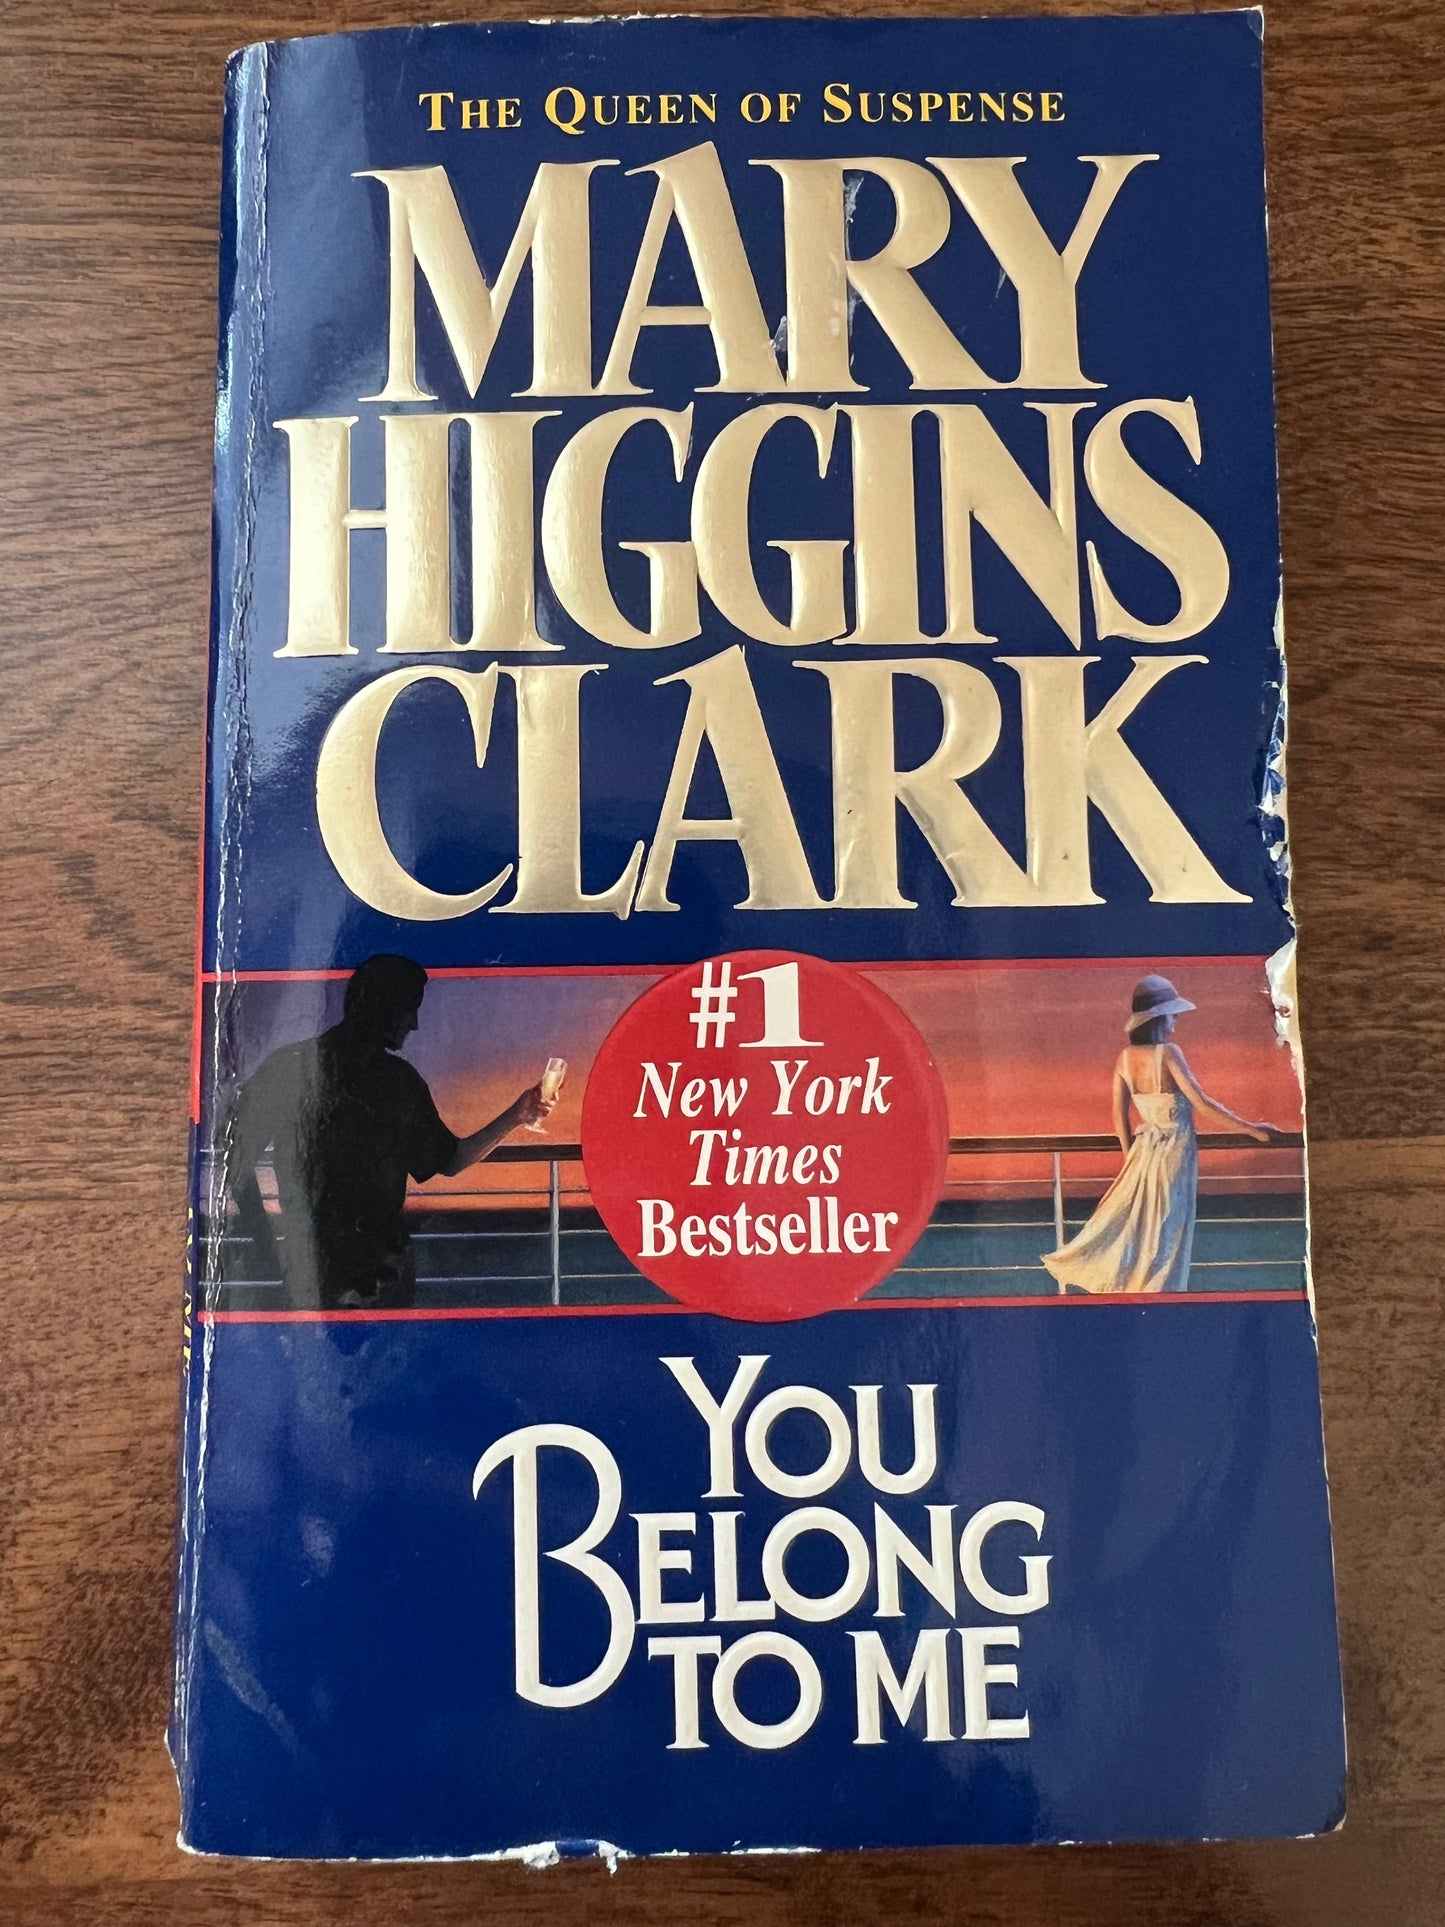 THE QUEEN OF SUSPENSE
MARY
HIGGINS
CLARK
#1
New York
Times
Bestseller
YOU
BELONG
TO ME